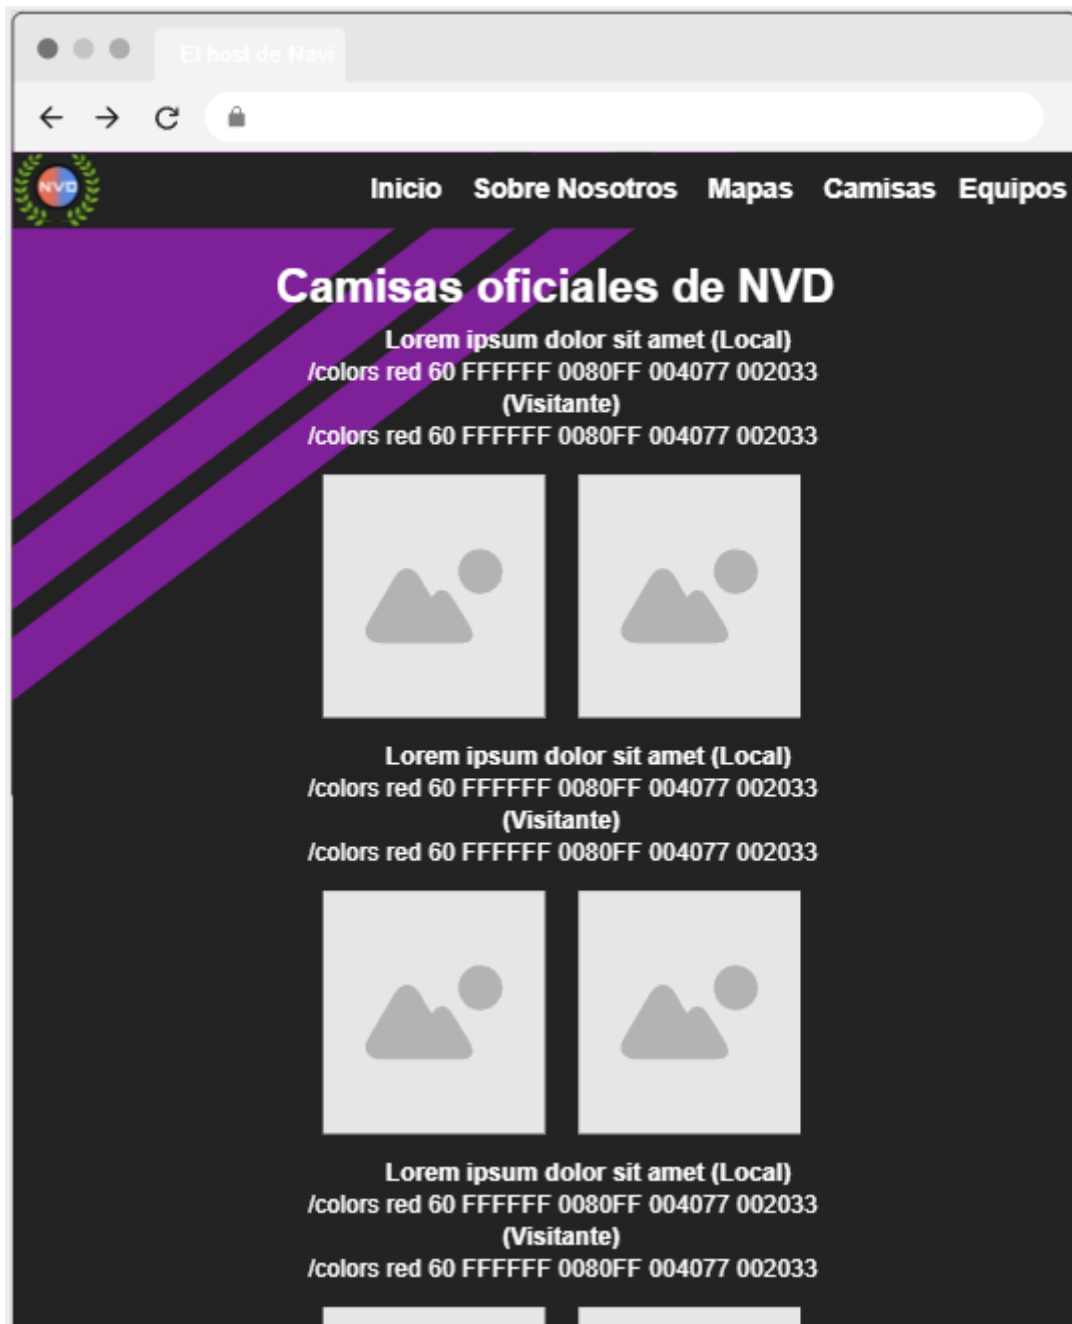 El host de Navi
NVD
Inicio Sobre Nosotros Mapas Camisas Equipos
Camisas oficiales de NVD
Lorem ipsum dolor sit amet (Local)
/colors red 60 FFFFFF 0080FF 004077 002033
(Visitante)
/colors red 60 FFFFFF 0080FF 004077 002033
Lorem ipsum dolor sit amet (Local)
/colors red 60 FFFFFF 0080FF 004077 002033
(Visitante)
/colors red 60 FFFFFF 0080FF 004077 002033
Lorem ipsum dolor sit amet (Local)
/colors red 60 FFFFFF 0080FF 004077 002033
(Visitante)
/colors red 60 FFFFFF 0080FF 004077 002033